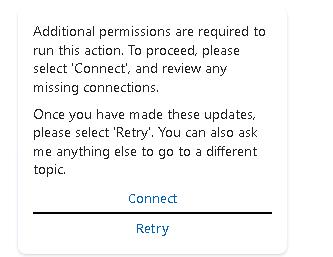 Additional permissions are required to
run this action. To proceed, please
select 'Connect', and review any
missing connections.
Once you have made these updates,
please select 'Retry'. You can also ask
me anything else to go to a different
topic.
Connect
Retry